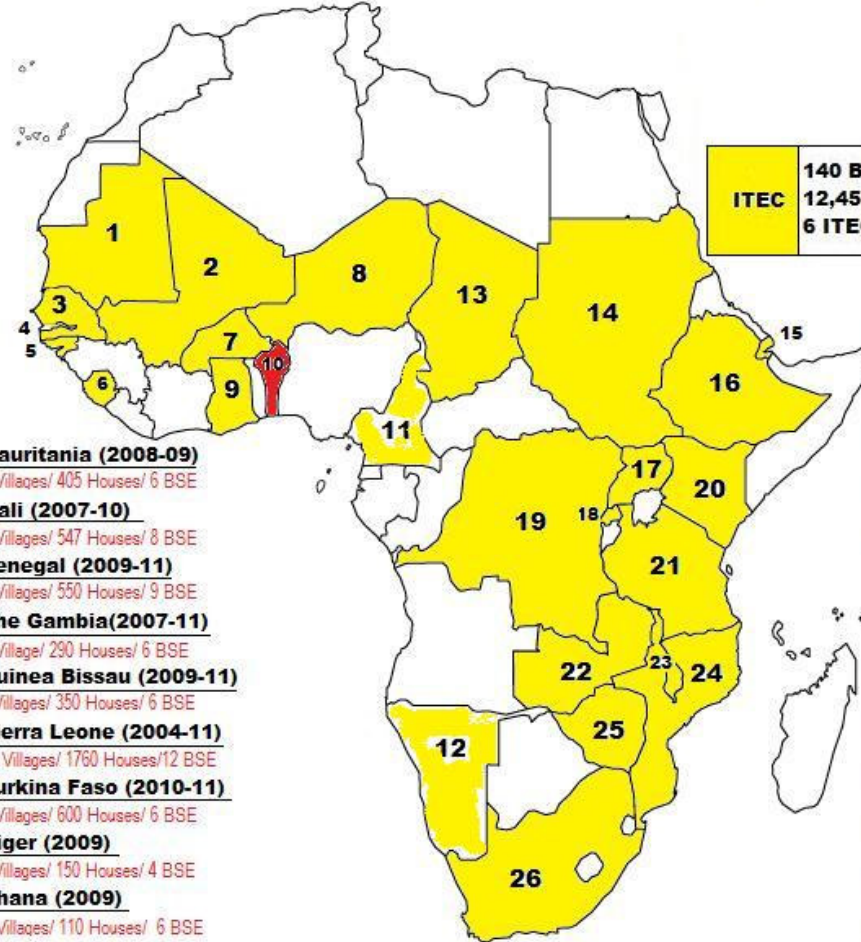 1
2
3
4
5
6
7
8
9
10
11
12
13
14
15
16
17
18
19
20
21
22
23
24
25
26
ITEC
140 B
12,45
6 ITE
auritania (2008-09)
Villages/ 405 Houses/ 6 BSE
ali (2007-10)
Villages/ 547 Houses/ 8 BSE
enegal (2009-11)
Villages/ 550 Houses/ 9 BSE
he Gambia(2007-11)
Village/ 290 Houses/ 6 BSE
uinea Bissau (2009-11)
Villages/ 350 Houses/ 6 BSE
erra Leone (2004-11)
Villages/ 1760 Houses/12 BSE
urkina Faso (2010-11)
Villages/ 600 Houses/ 6 BSE
iger (2009)
Villages/ 150 Houses/ 4 BSE
hana (2009)
Villages/ 110 Houses/ 6 BSE